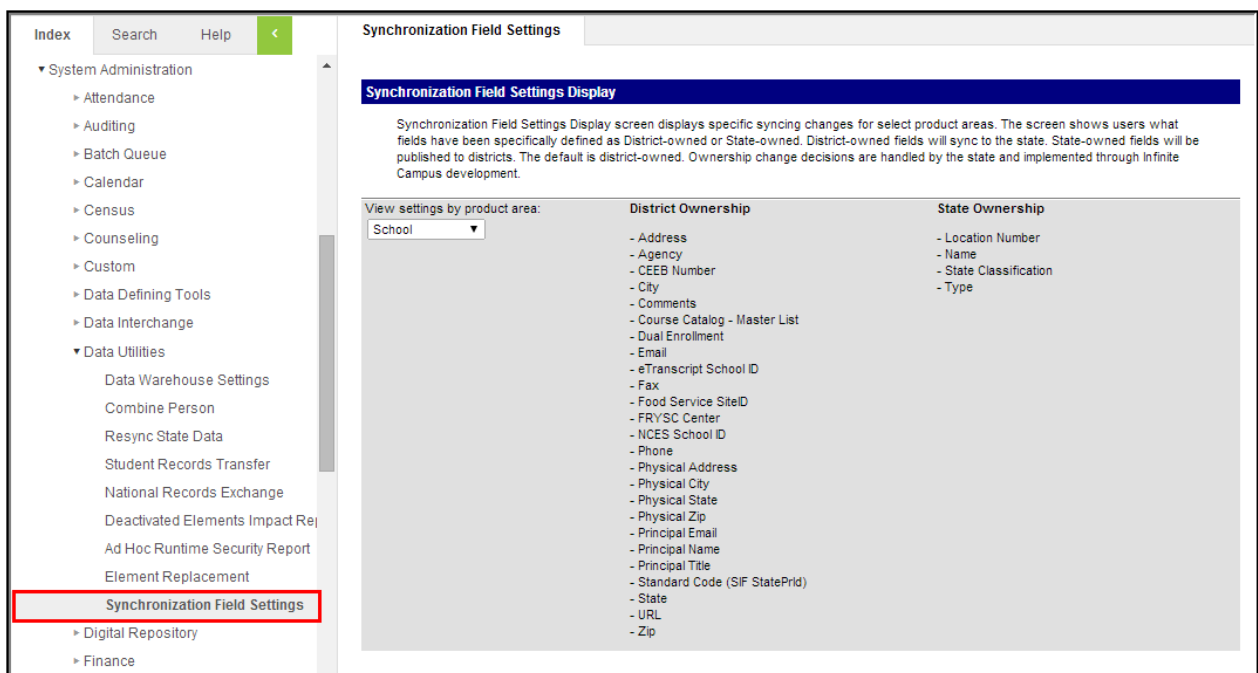 Index Search Help
System Administration
Attendance
Auditing
Batch Queue
Calendar
Census
Counseling
Custom
Data Defining Tools
Data Interchange
Data Utilities
Data Warehouse Settings
Combine Person
Resync State Data
Student Records Transfer
National Records Exchange
Deactivated Elements Impact Rep
Ad Hoc Runtime Security Report
Element Replacement
Synchronization Field Settings
Digital Repository
Finance
Synchronization Field Settings
Synchronization Field Settings Display
Synchronization Field Settings Display screen displays specific syncing changes for select product areas. The screen shows users what
fields have been specifically defined as District-owned or State-owned. District-owned fields will sync to the state. State-owned fields will be
published to districts. The default is district-owned. Ownership change decisions are handled by the state and implemented through Infinite
Campus development.
View settings by product area:
School
District Ownership
- Address
- Agency
- CEEB Number
- City
- Comments
- Course Catalog - Master List
- Dual Enrollment
- Email
- eTranscript School ID
- Fax
- Food Service SiteID
- FRYSC Center
- NCES School ID
- Phone
- Physical Address
- Physical City
- Physical State
- Physical Zip
- Principal Email
- Principal Name
- Principal Title
- Standard Code (SIF StatePrId)
- State
- URL
- Zip
State Ownership
- Location Number
- Name
- State Classification
- Type